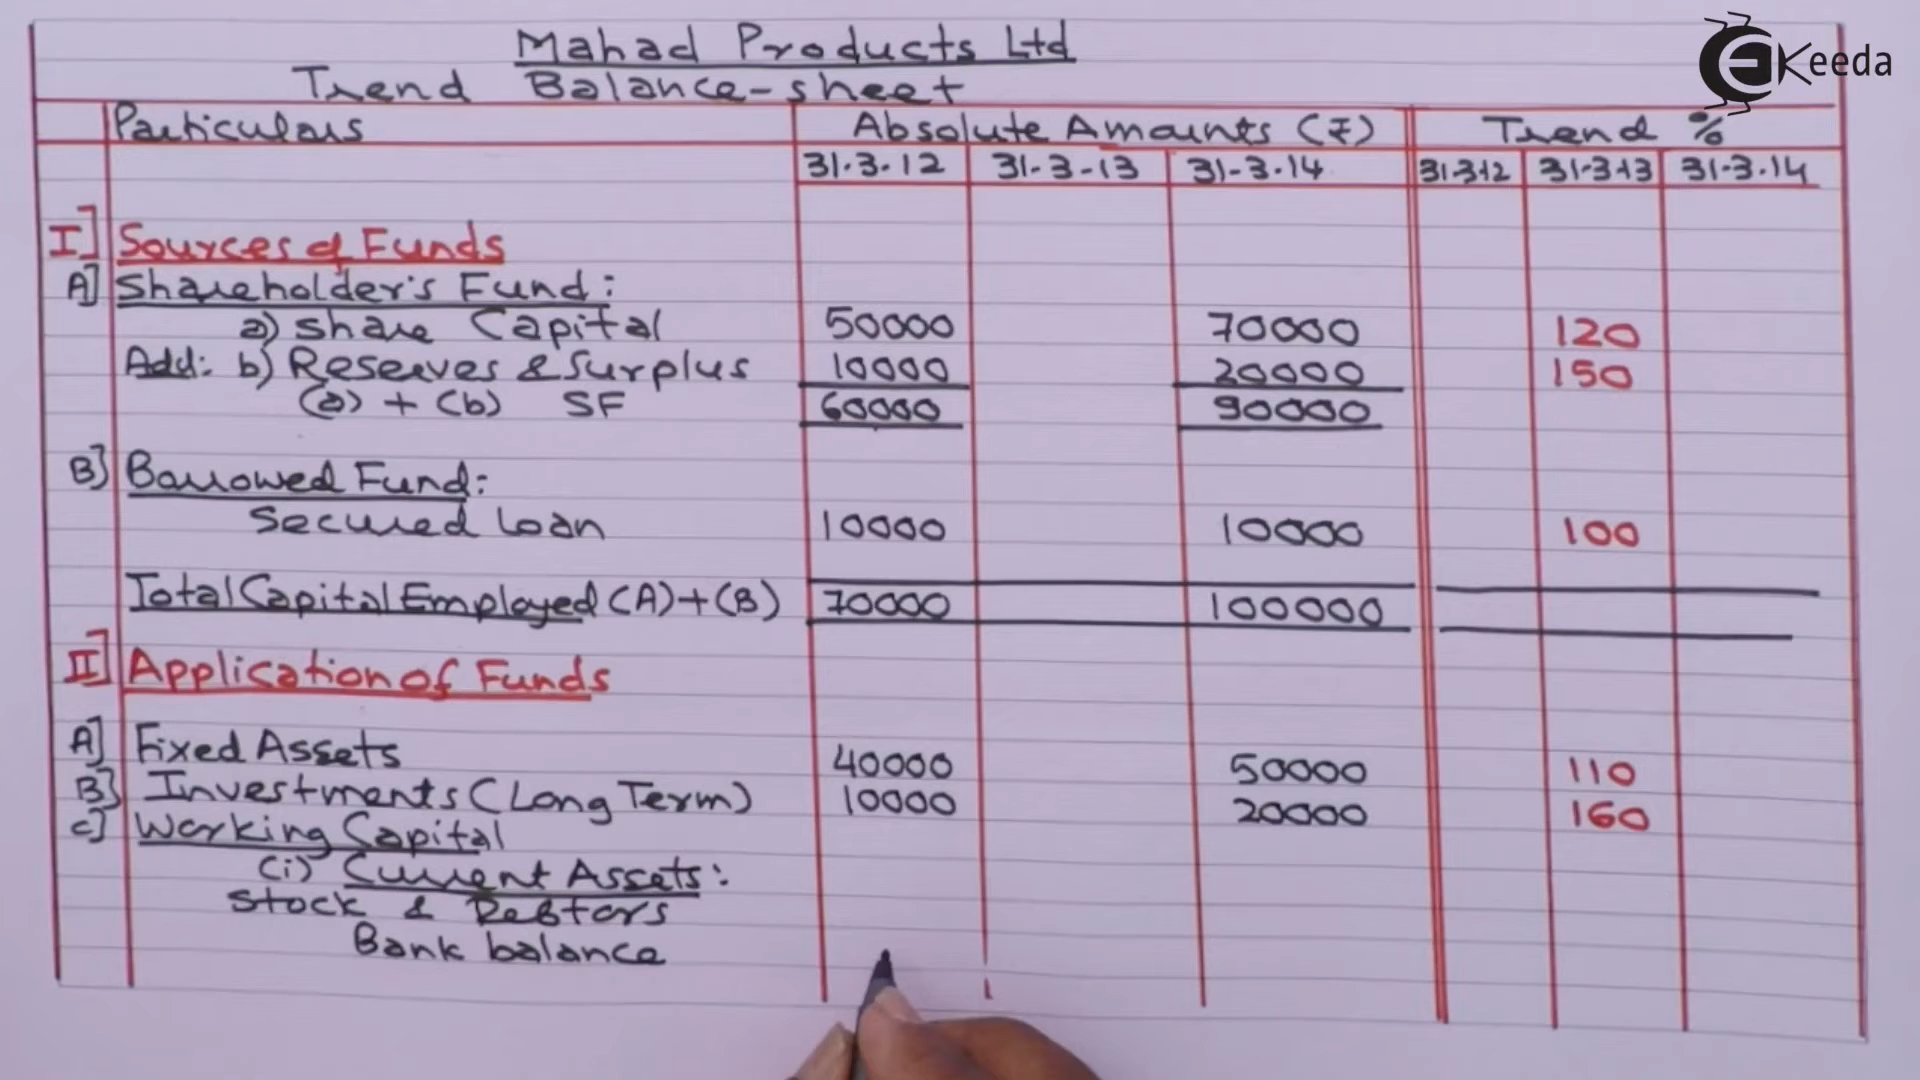 Mahad Products Ltd
Trend Balance-sheet
Keeda
Particulars Absolute Amounts (₹) Trend %
31.3.12 31-3-13 31-3.14 31.3.12 31-3.13 31-3.14
I] Sources of Funds
A] Shareholder's Fund:
a) Share Capital 50000 70000 120
Add: b) Reserves & Surplus 10000 20000 150
(a) + (b) SF 60000 90000
B] Borrowed Fund:
Secured Loan 10000 10000 100
Total Capital Employed (A)+(B) 70000 100000
II] Application of Funds
A] Fixed Assets 40000 50000 110
B] Investments (Long Term) 10000 20000 160
C] Working Capital
(i) Current Assets:
Stock & Debtors
Bank balance